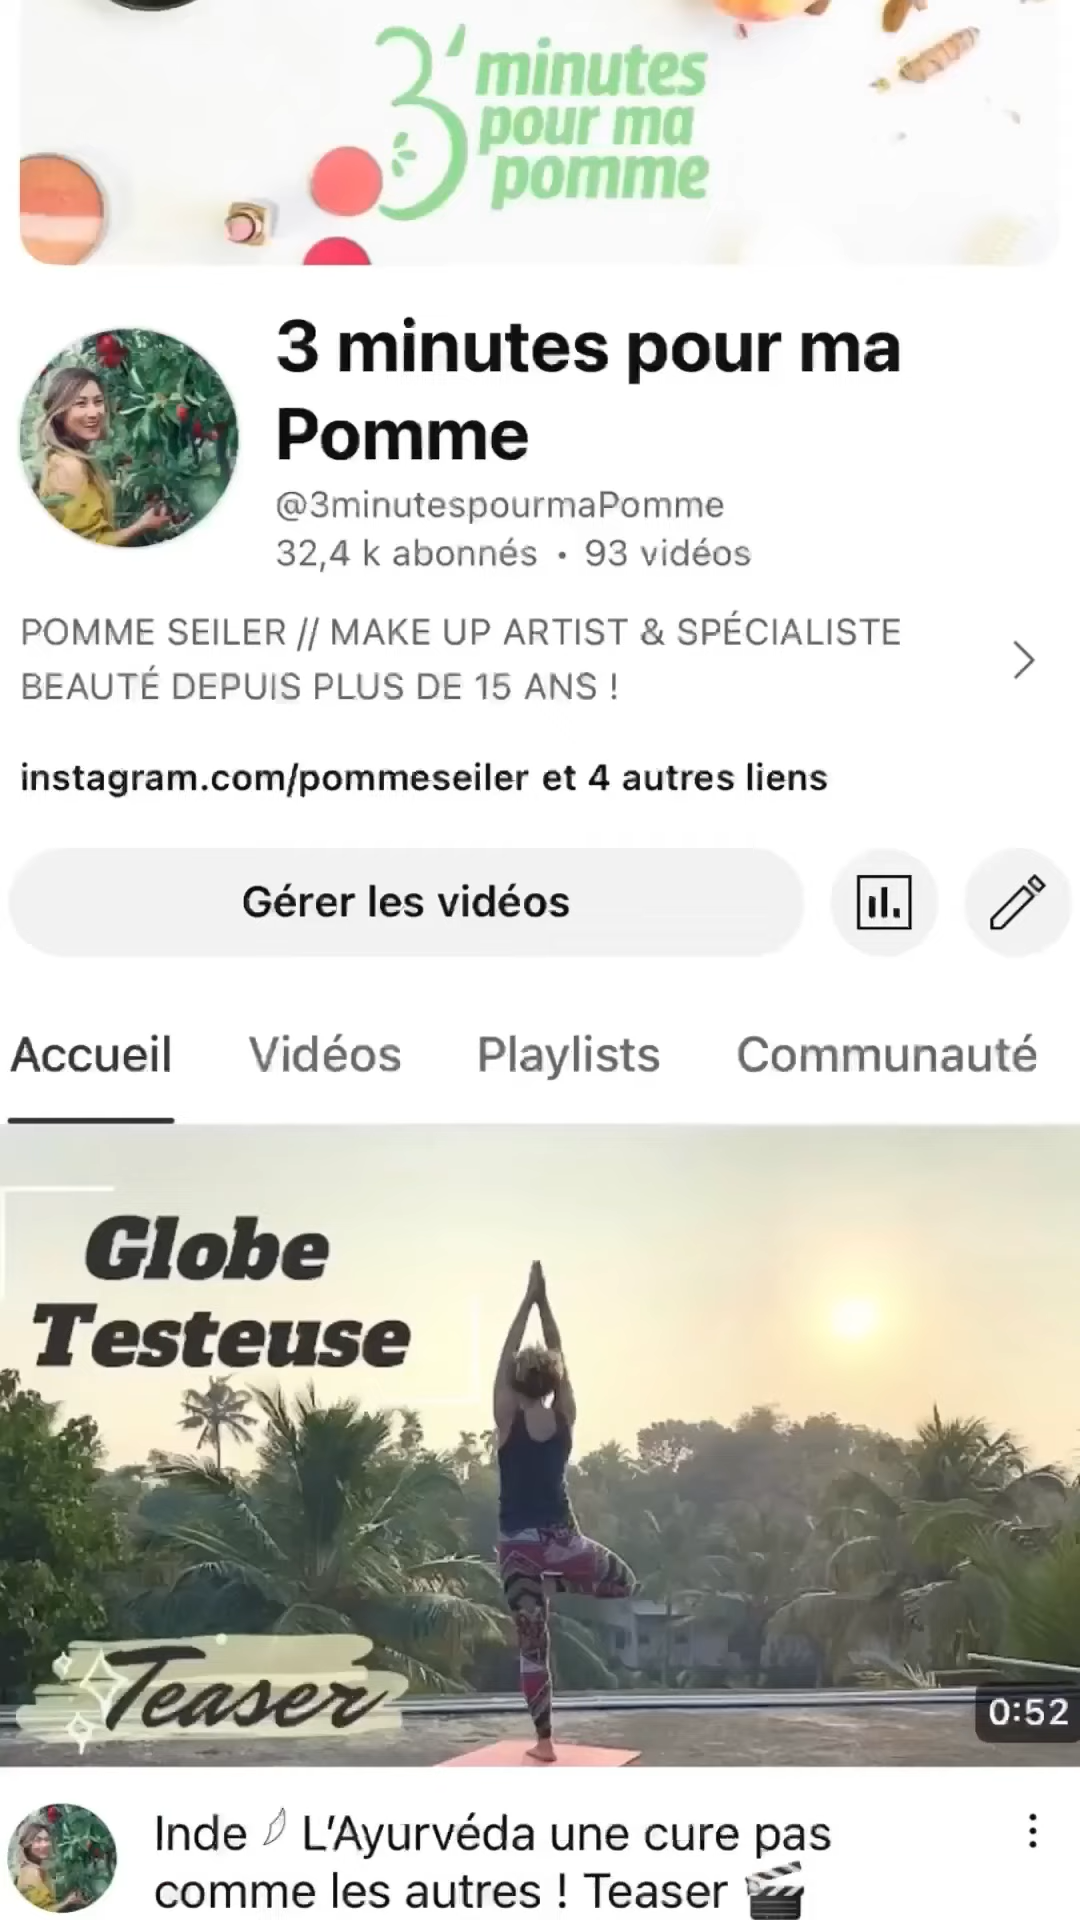 3' minutes
pour ma
pomme
3 minutes pour ma
Pomme
@3minutespourmaPomme
32,4 k abonnés • 93 vidéos
POMME SEILER // MAKE UP ARTIST & SPÉCIALISTE
BEAUTÉ DEPUIS PLUS DE 15 ANS !
instagram.com/pommeseiler et 4 autres liens
Gérer les vidéos
Accueil Vidéos Playlists Communauté
Globe
Testeuse
Teaser
0:52
Inde L'Ayurvéda une cure pas
comme les autres ! Teaser 🎬